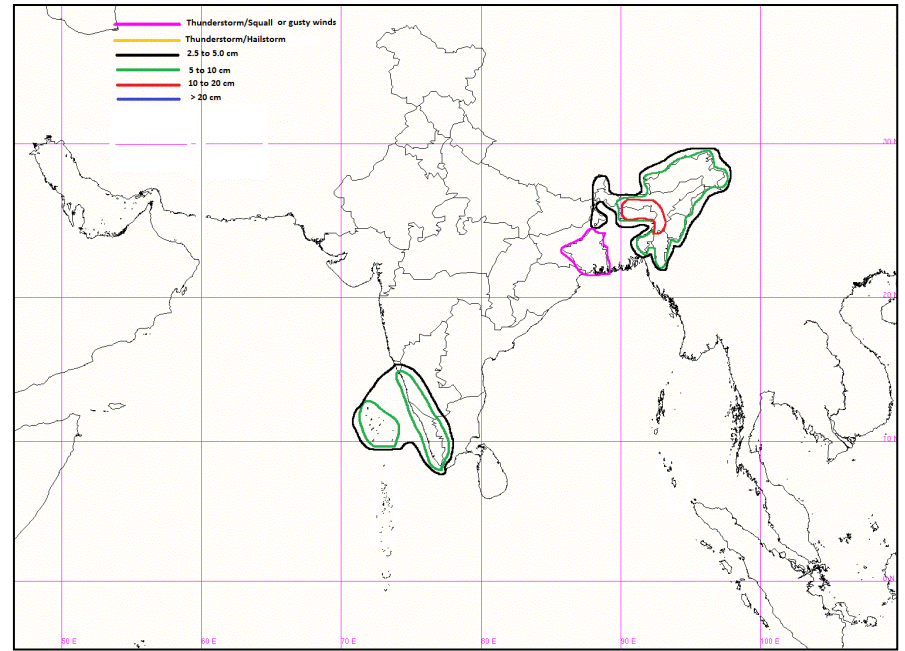 Thunderstorm/Squall or gusty winds
Thunderstorm/Hailstorm
2.5 to 5.0 cm
5 to 10 cm
10 to 20 cm
> 20 cm
30 N
20 N
10 N
0 N
50 E 60 E 70 E 80 E 90 E 100 E